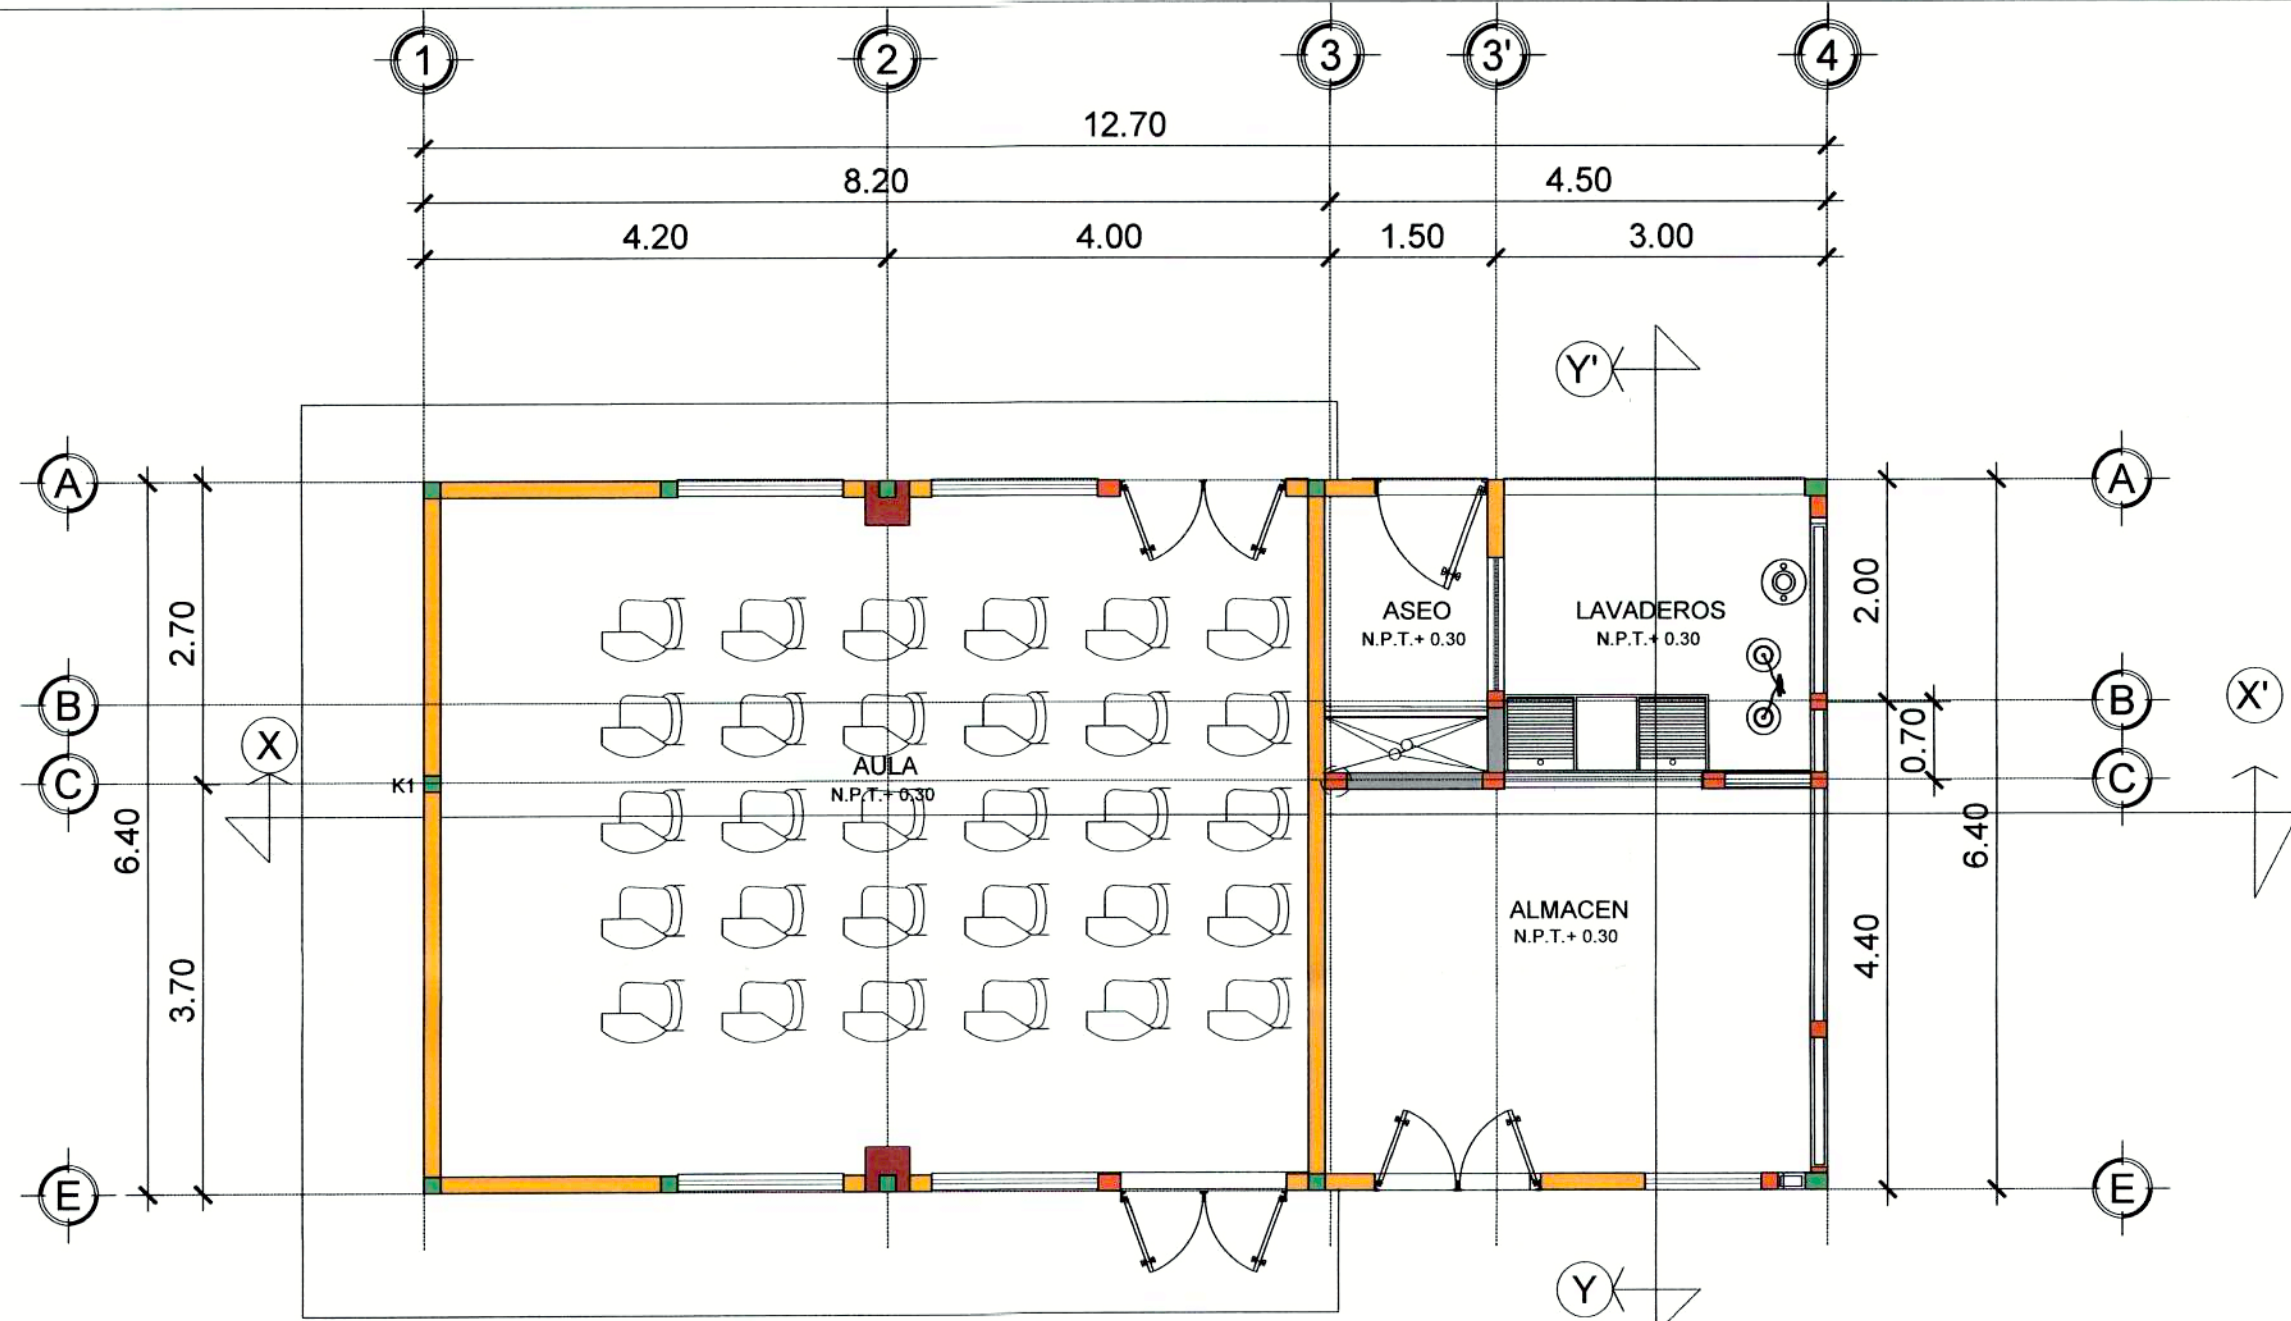 1 2 3 3' 4
12.70
8.20 4.50
4.20 4.00 1.50 3.00
Y'
A A
2.70 2.00
ASEO LAVADEROS
N.P.T.+ 0.30 N.P.T.+ 0.30
B B
X X'
0.70
AULA
K1
N.P.T.+ 0.30
C C
6.40 6.40
ALMACEN
N.P.T.+ 0.30
3.70 4.40
E E
Y